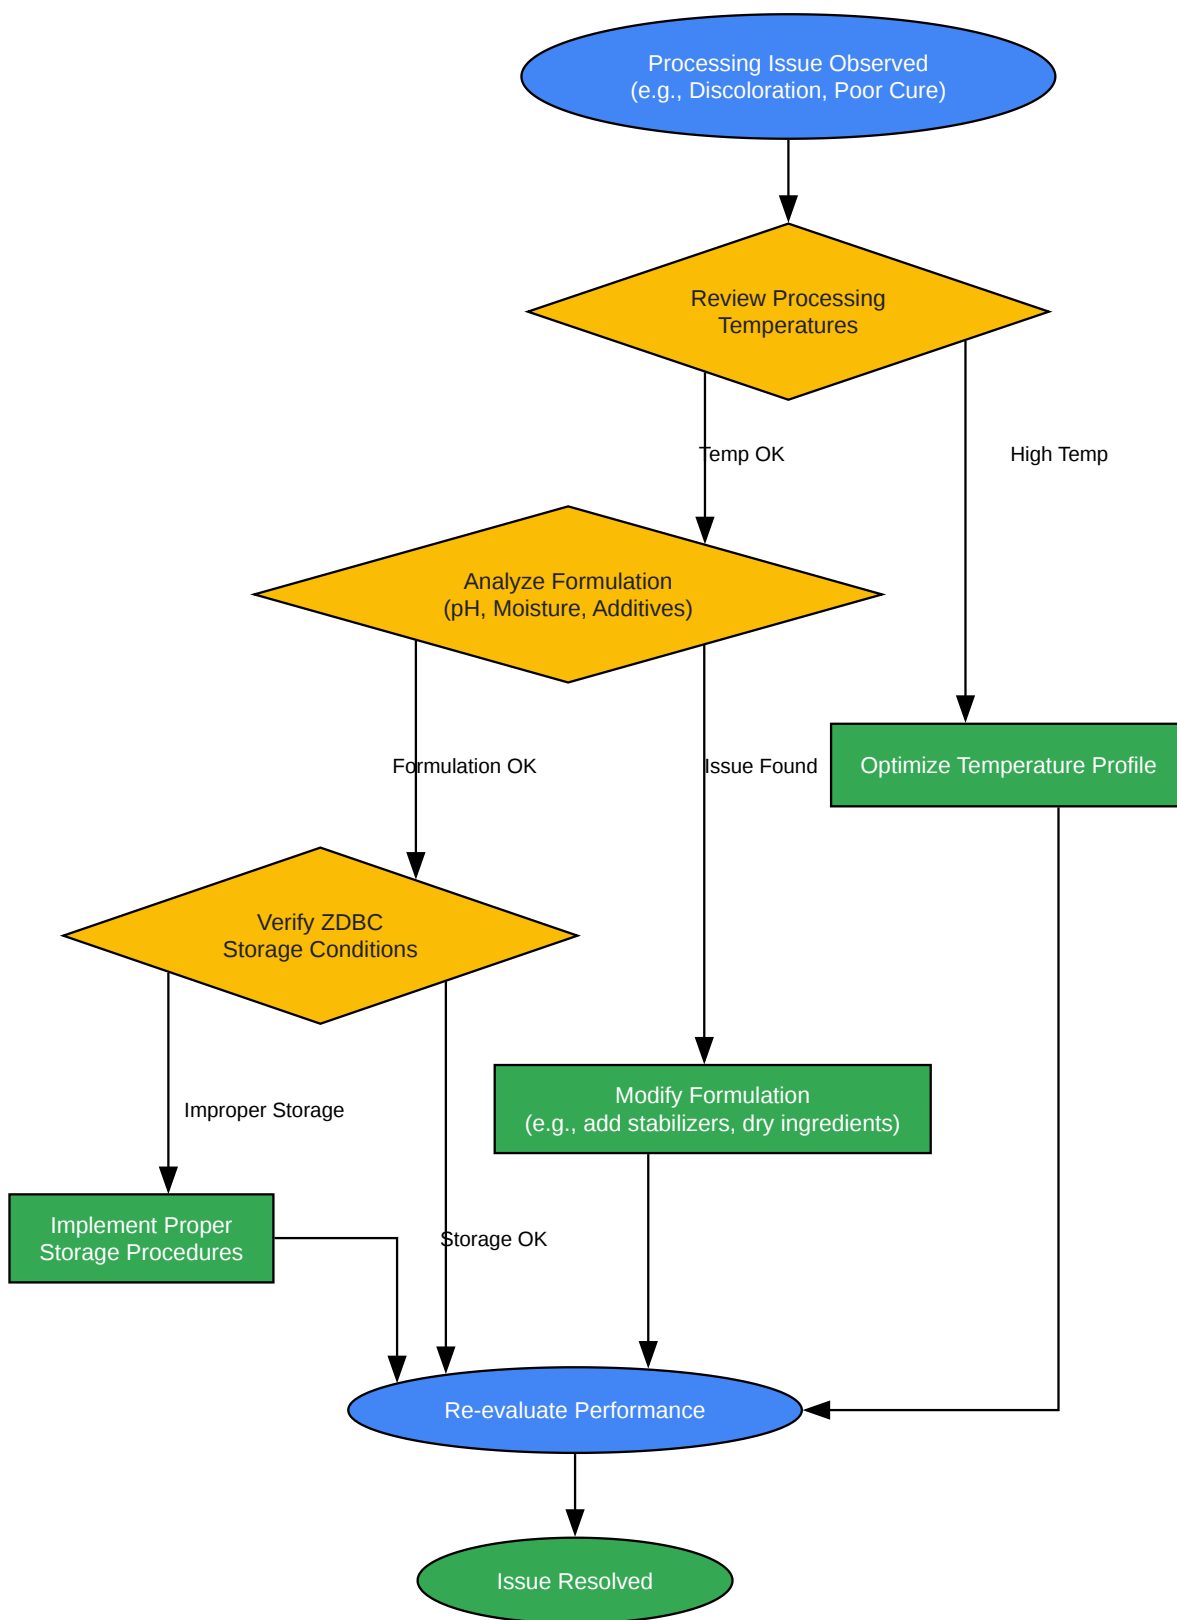 Processing Issue Observed
(e.g., Discoloration, Poor Cure)
Review Processing
Temperatures
Temp OK
High Temp
Analyze Formulation
(pH, Moisture, Additives)
Formulation OK
Issue Found
Optimize Temperature Profile
Verify ZDBC
Storage Conditions
Improper Storage
Modify Formulation
(e.g., add stabilizers, dry ingredients)
Implement Proper
Storage Procedures
Storage OK
Re-evaluate Performance
Issue Resolved